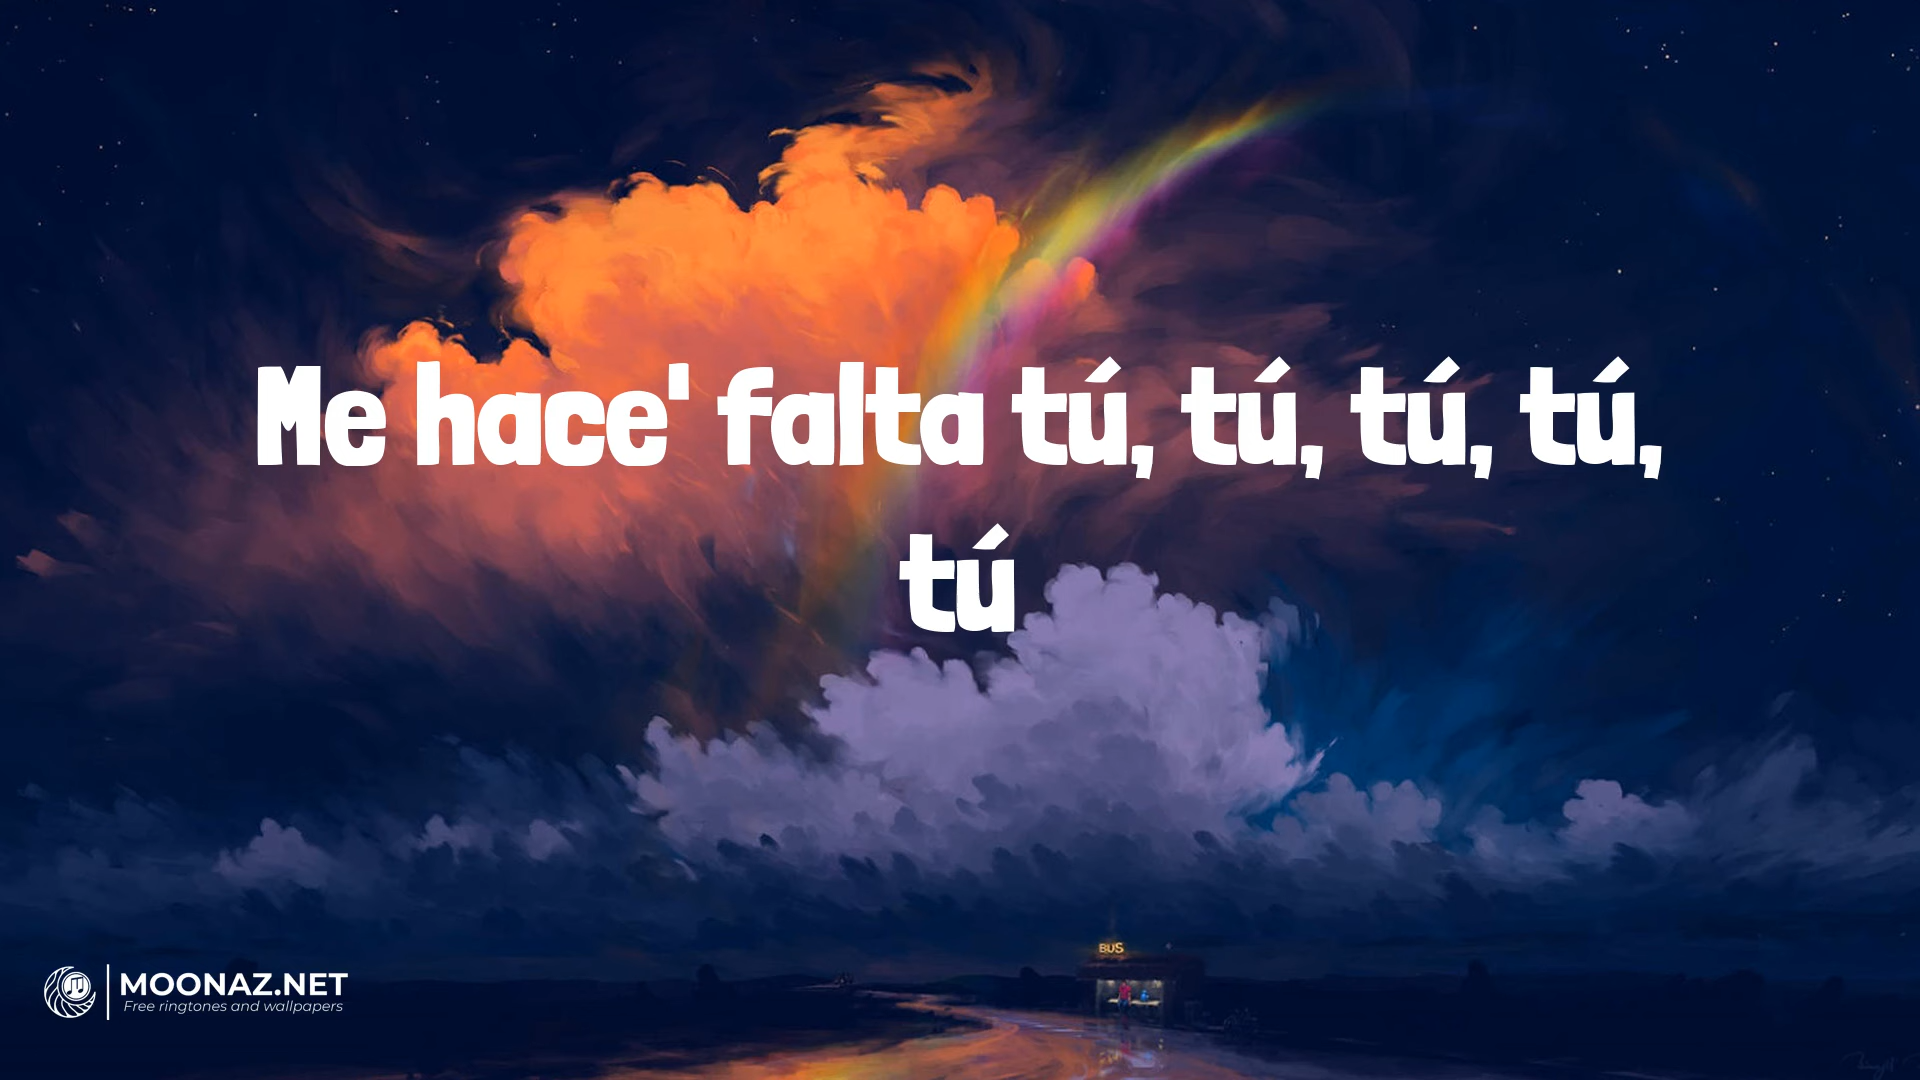 Me hace' falta tú, tú, tú, tú,
tú
BUS
MOONAZ.NET
Free ringtones and wallpapers